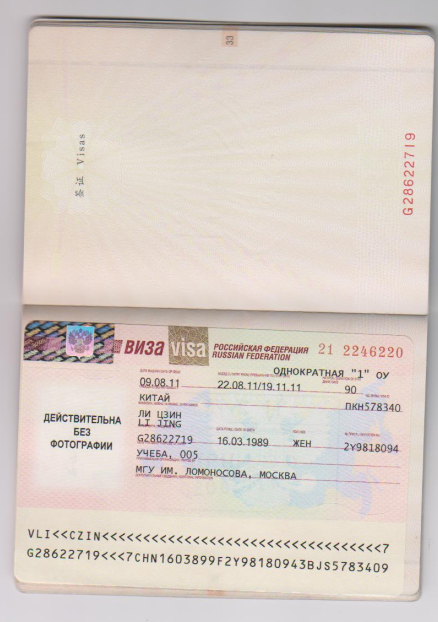 33
签证 Visas
G28622719
виза visa РОССИЙСКАЯ ФЕДЕРАЦИЯ 21 2246220
RUSSIAN FEDERATION
ОДНОКРАТНАЯ "1" ОУ
09.08.11 22.08.11/19.11.11 90
КИТАЙ ПКН578340
ДЕЙСТВИТЕЛЬНА
БЕЗ
ФОТОГРАФИИ
ЛИ ЦЗИН
LI JING
G28622719 16.03.1989 ЖЕН 2У9818094
УЧЕБА, 005
МГУ ИМ. ЛОМОНОСОВА, МОСКВА
VLI<<CZIN<<<<<<<<<<<<<<<<<<<<<<<<<<<<<<<<<<7
G28622719<<<7CHN1603899F2Y98180943BJS5783409